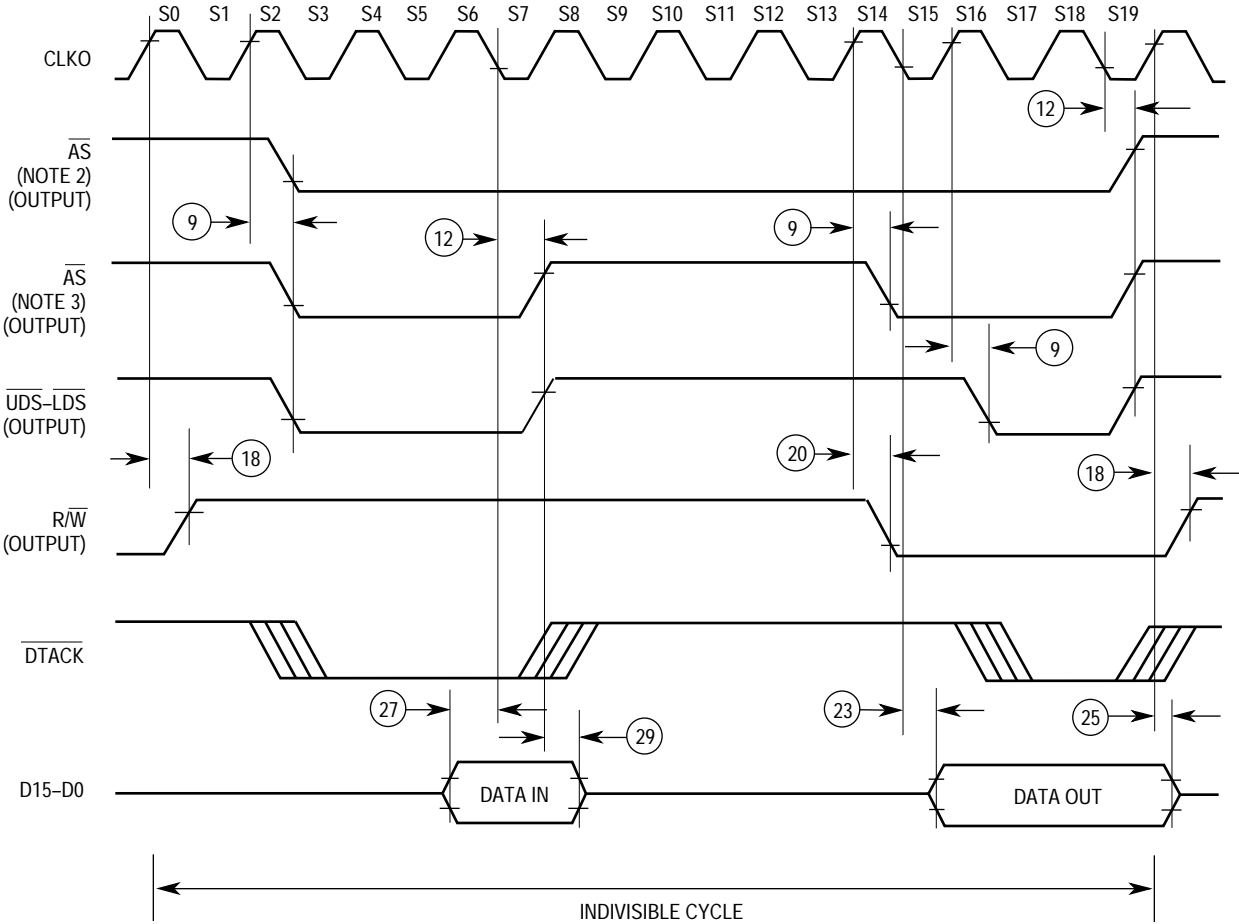 S0 S1 S2 S3 S4 S5 S6 S7 S8 S9 S10 S11 S12 S13 S14 S15 S16 S17 S18 S19
CLKO
12
AS
(NOTE 2)
(OUTPUT)
9
12
9
AS
(NOTE 3)
(OUTPUT)
9
UDS–LDS
(OUTPUT)
18
20
18
R/W
(OUTPUT)
DTACK
27
23
25
29
D15–D0
DATA IN
DATA OUT
INDIVISIBLE CYCLE